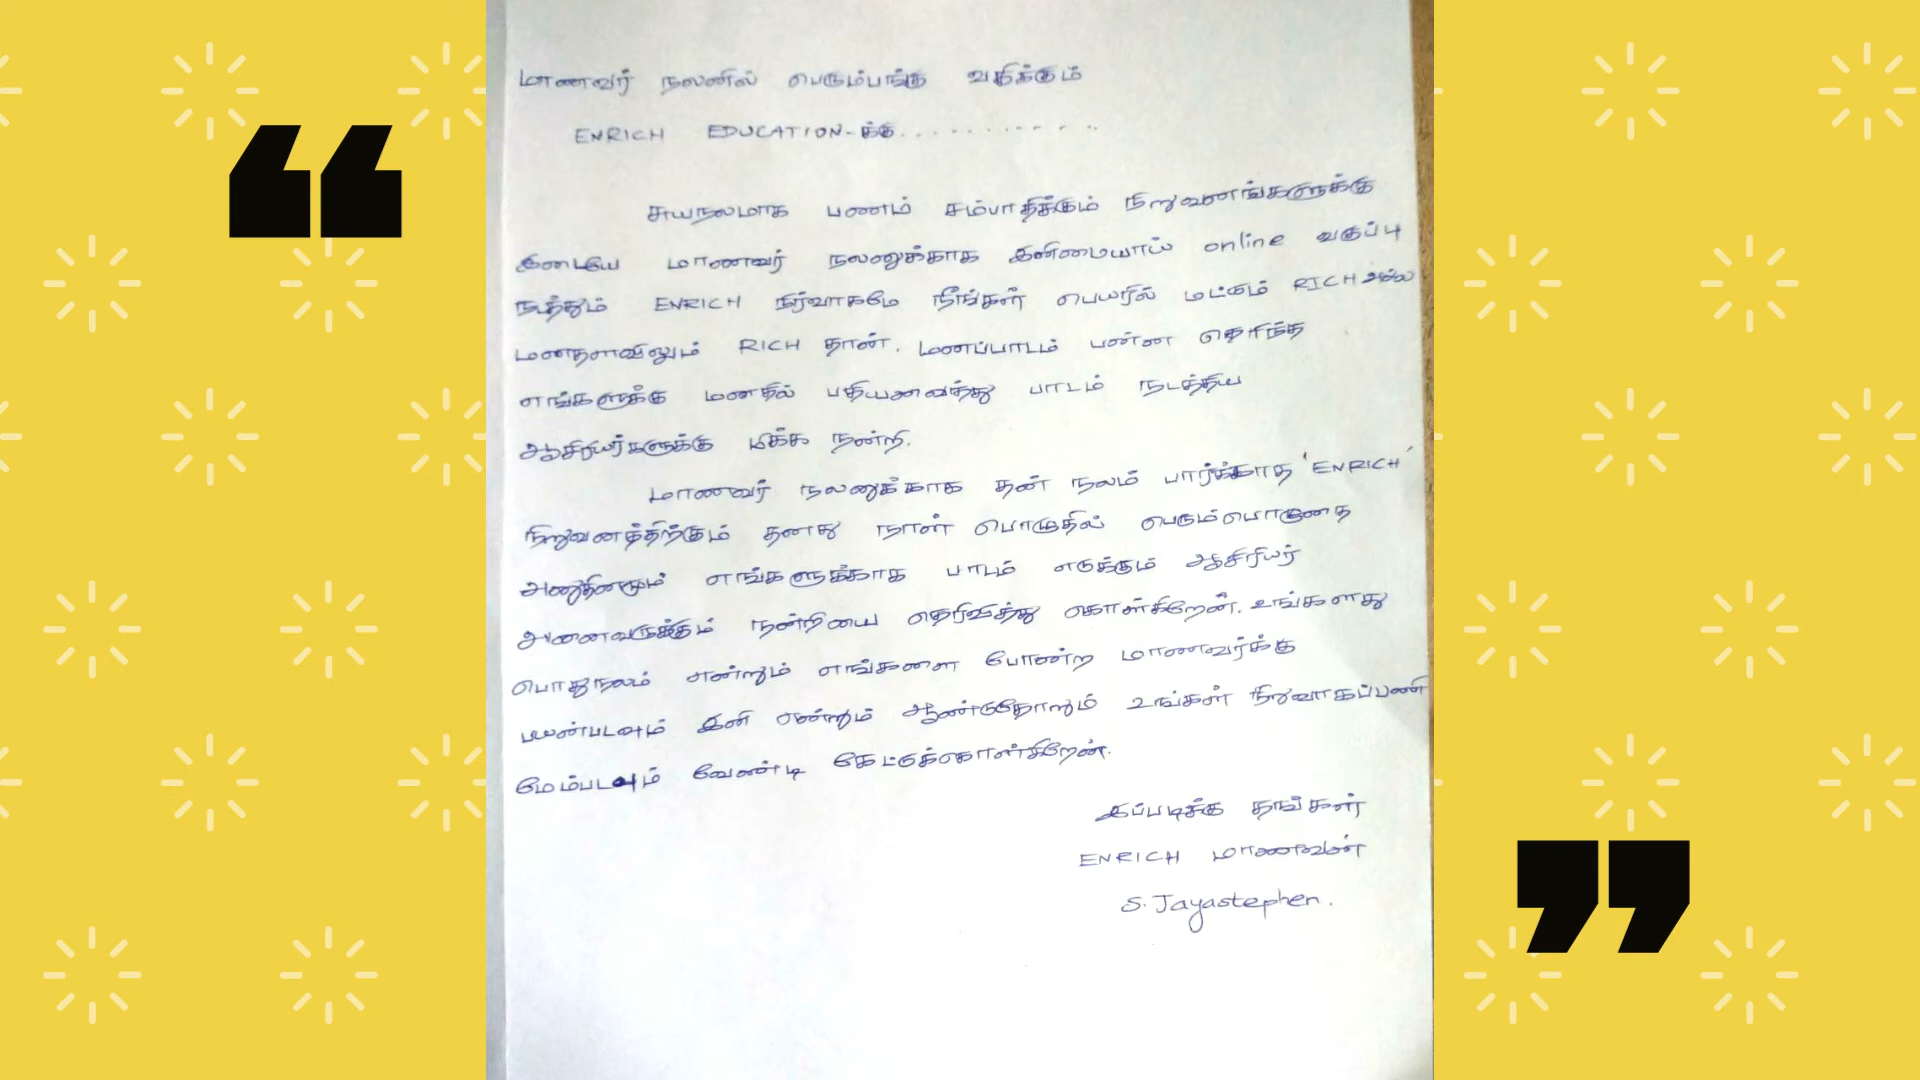 மாணவர் நலனில் பெரும்பங்கு வகிக்கும்
ENRICH EDUCATION-க்கு............
சுயநலமாக பணம் சம்பாதிக்கும் நிறுவனங்களுக்கு
இடையே மாணவர் நலனுக்காக இனிமையாய் online வகுப்பு
நடத்தும் ENRICH நிர்வாகமே நீங்கள் பெயரில் மட்டும் RICH அல்ல
மனதளவிலும் RICH தான். மனப்பாடம் பண்ண தெரிந்த
எங்களுக்கு மனதில் பதியவைத்து பாடம் நடத்திய
ஆசிரியர்களுக்கு மிக்க நன்றி.
மாணவர் நலனுக்காக தன் நலம் பார்க்காத 'ENRICH'
நிறுவனத்திற்கும் தனது நாள் பொழுதில் பெரும்பொழுதை
அனுதினமும் எங்களுக்காக பாடம் எடுக்கும் ஆசிரியர்
அனைவருக்கும் நன்றியை தெரிவித்து கொள்கிறேன். உங்களது
பொதுநலம் என்றும் எங்களை போன்ற மாணவர்க்கு
பயன்படவும் இனி என்றும் ஆண்டுதோறும் உங்கள் நிறுவாகப்பணி
மேம்படவும் வேண்டி கேட்டுக்கொள்கிறேன்.
இப்படிக்கு தங்கள்
ENRICH மாணவன்
S. Jayastephen.